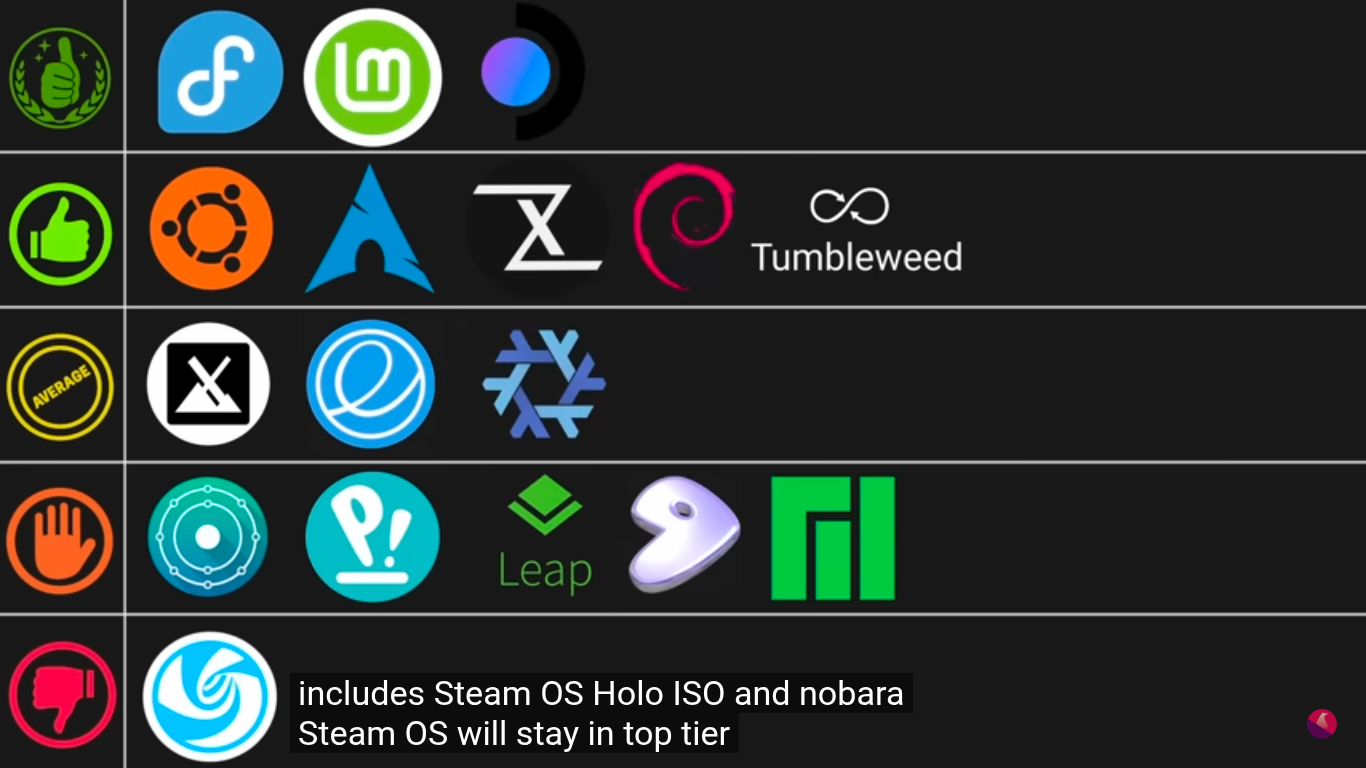 Tumbleweed
AVERAGE
Leap
includes Steam OS Holo ISO and nobara
Steam OS will stay in top tier